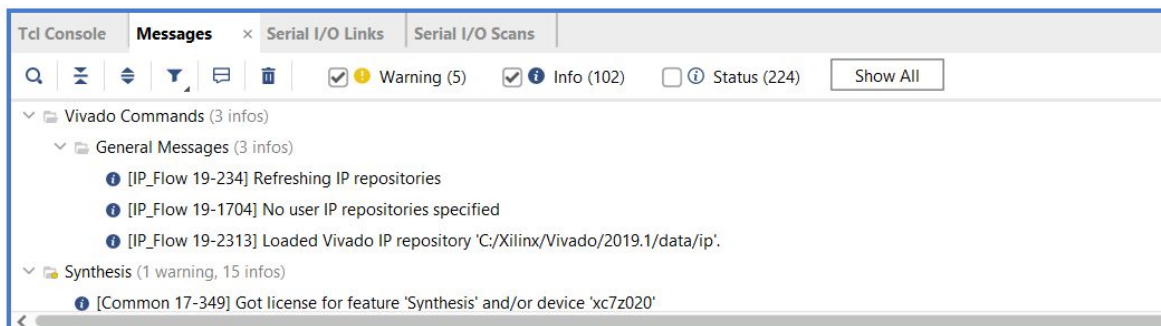 Tcl Console Messages × Serial I/O Links Serial I/O Scans
Warning (5) Info (102) Status (224) Show All
Vivado Commands (3 infos)
General Messages (3 infos)
[IP_Flow 19-234] Refreshing IP repositories
[IP_Flow 19-1704] No user IP repositories specified
[IP_Flow 19-2313] Loaded Vivado IP repository 'C:/Xilinx/Vivado/2019.1/data/ip'.
Synthesis (1 warning, 15 infos)
[Common 17-349] Got license for feature 'Synthesis' and/or device 'xc7z020'